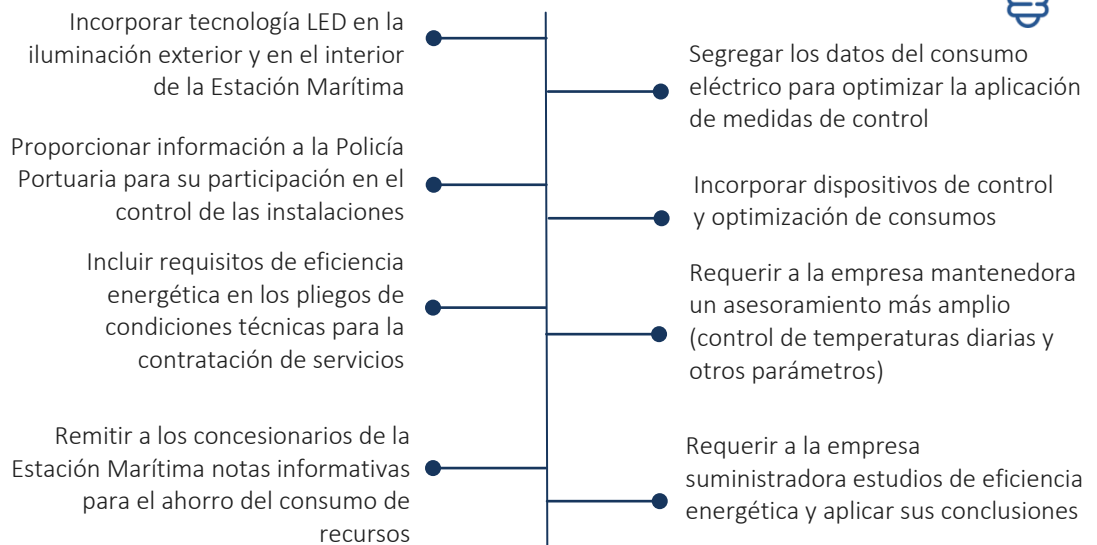 Incorporar tecnología LED en la
iluminación exterior y en el interior
de la Estación Marítima
Segregar los datos del consumo
eléctrico para optimizar la aplicación
de medidas de control
Proporcionar información a la Policía
Portuaria para su participación en el
control de las instalaciones
Incorporar dispositivos de control
y optimización de consumos
Incluir requisitos de eficiencia
energética en los pliegos de
condiciones técnicas para la
contratación de servicios
Requerir a la empresa mantenedora
un asesoramiento más amplio
(control de temperaturas diarias y
otros parámetros)
Remitir a los concesionarios de la
Estación Marítima notas informativas
para el ahorro del consumo de
recursos
Requerir a la empresa
suministradora estudios de eficiencia
energética y aplicar sus conclusiones